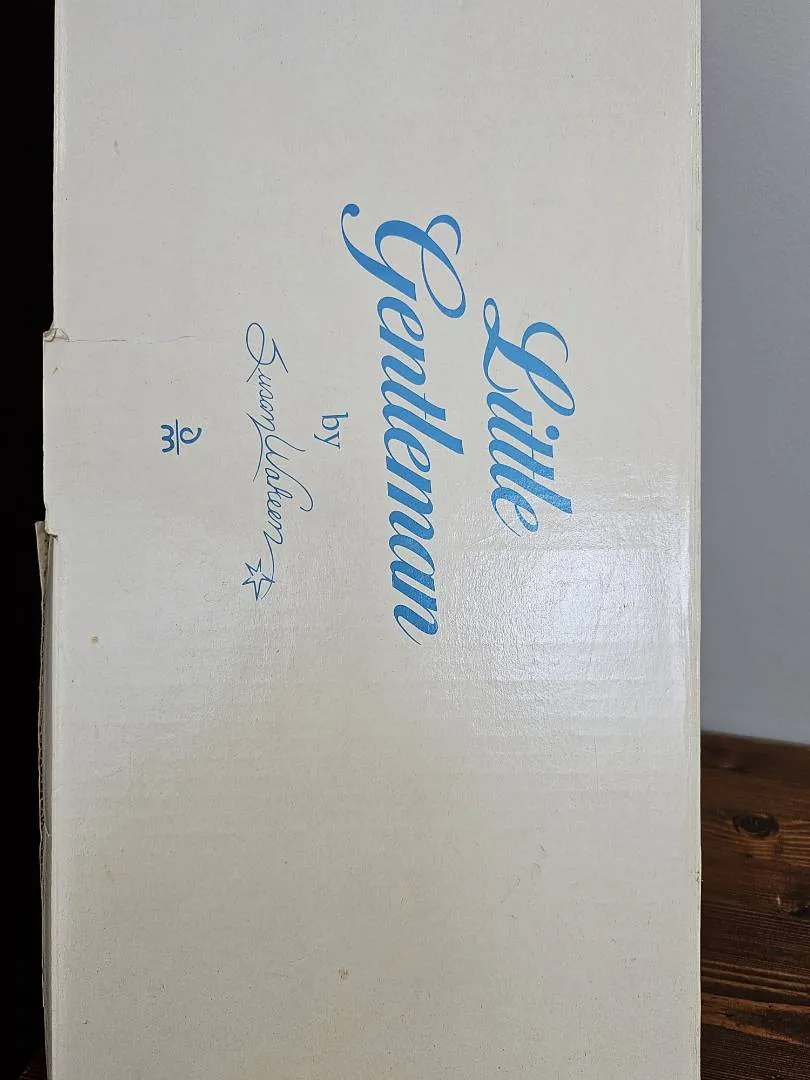 Little
Gentleman
by
Susan Wakeen